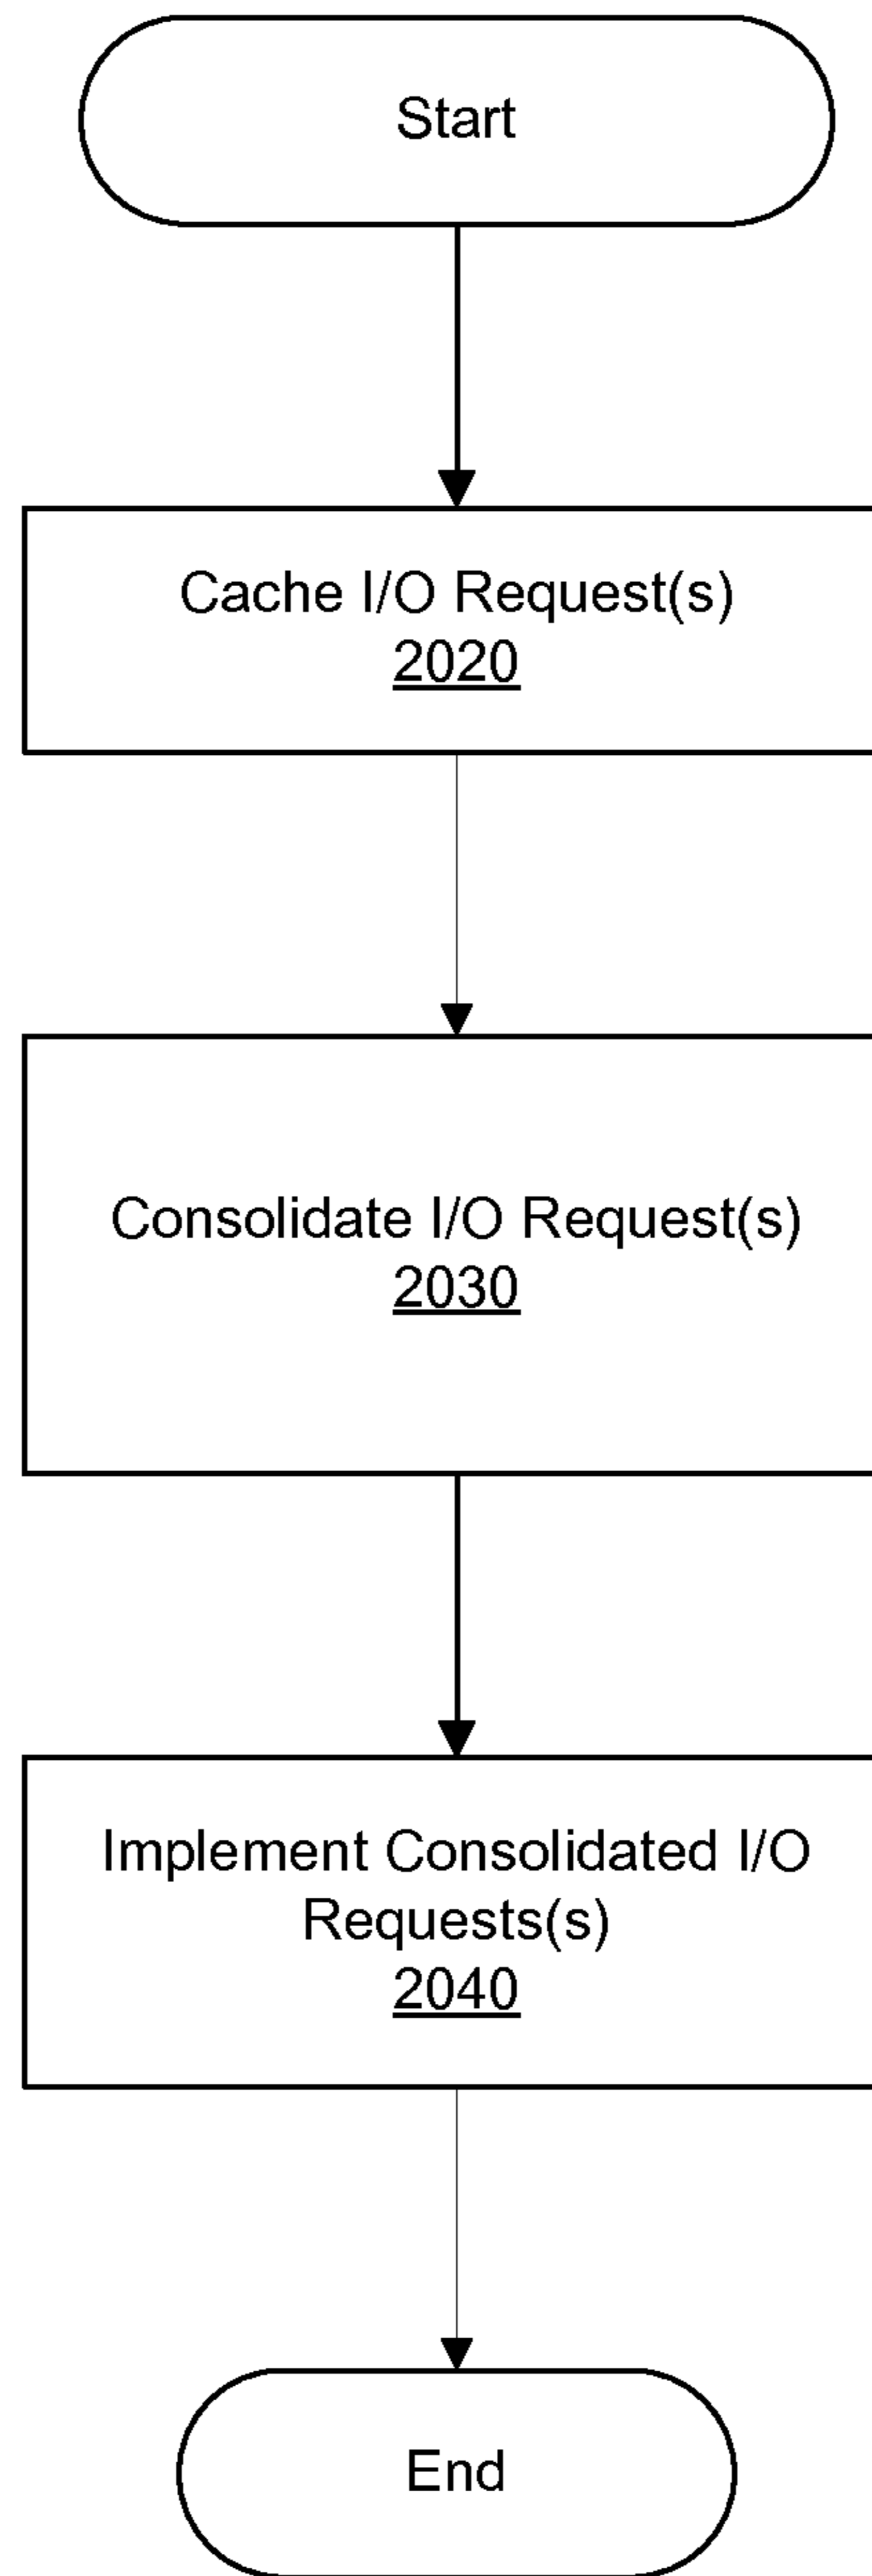 Start
Cache I/O Request(s)
2020
Consolidate I/O Request(s)
2030
Implement Consolidated I/O
Requests(s)
2040
End